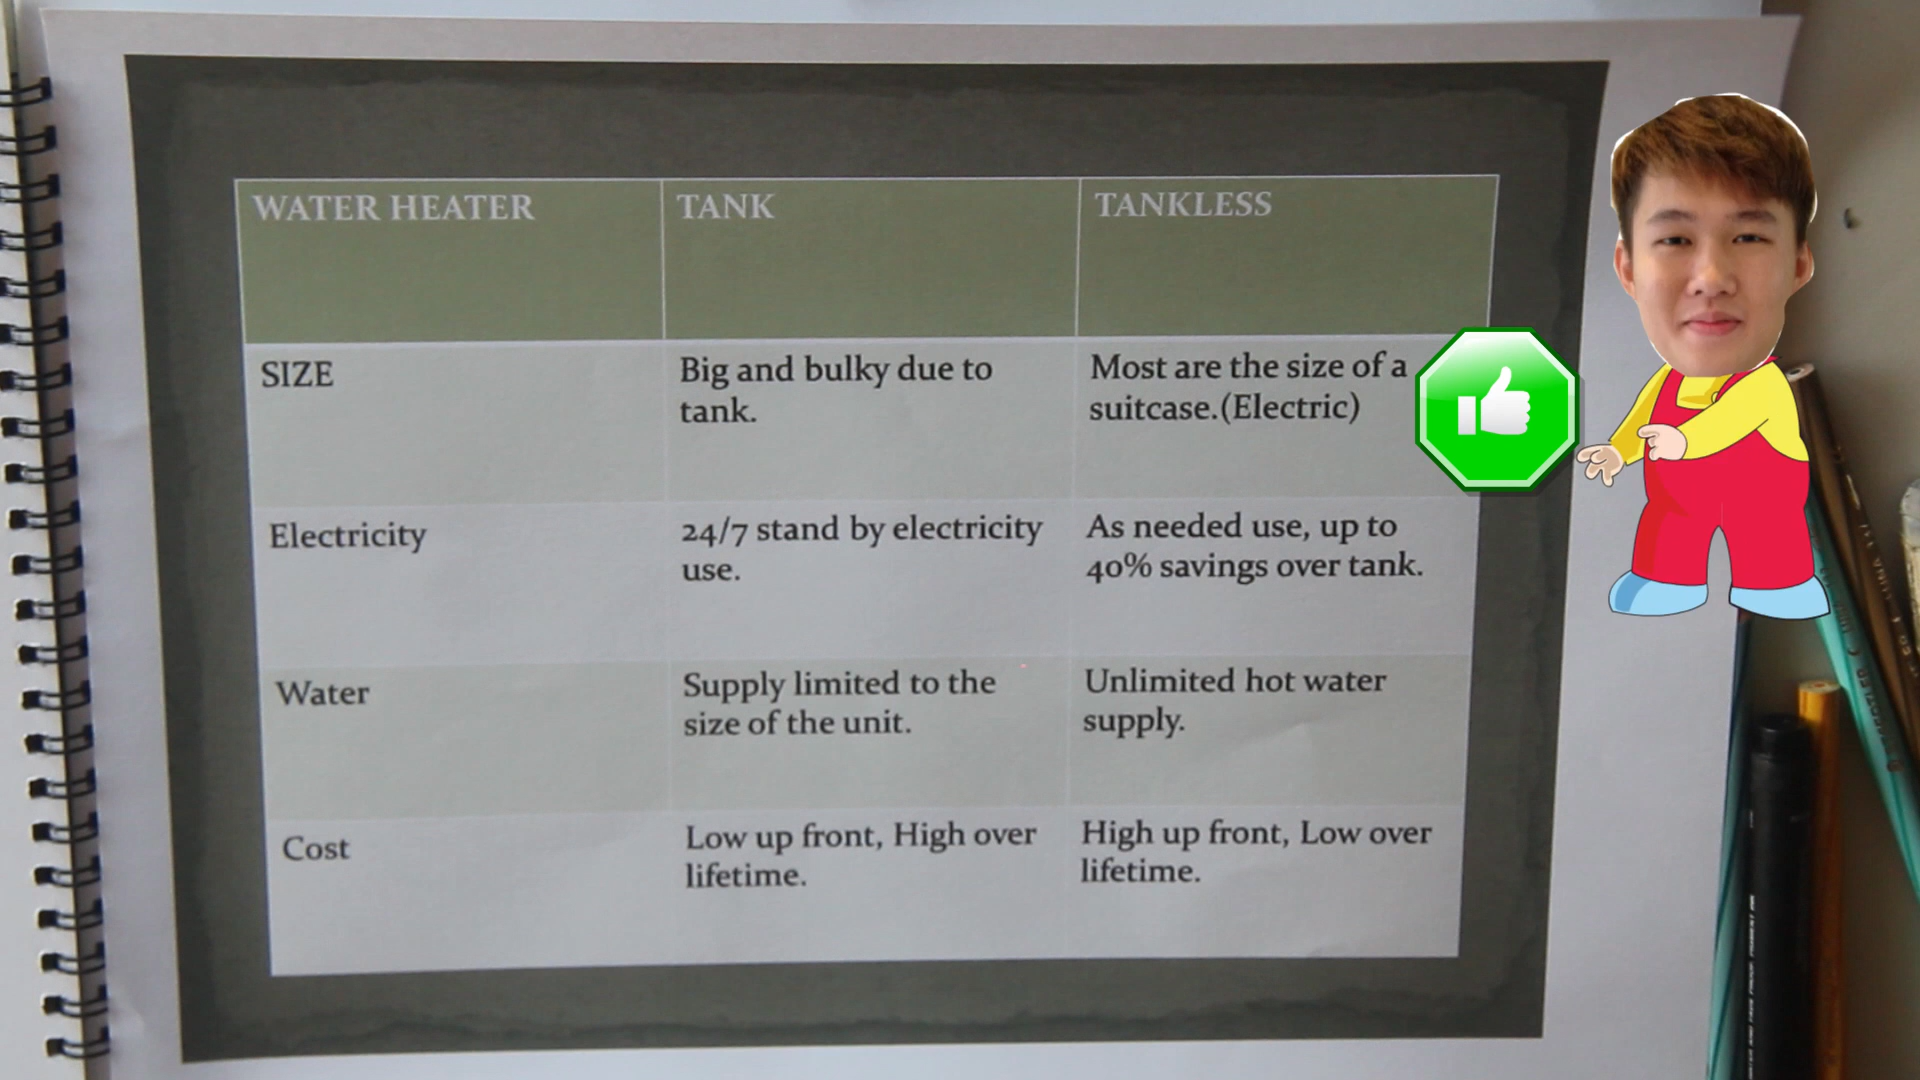 WATER HEATER
TANK
TANKLESS
SIZE
Big and bulky due to
tank.
Most are the size of a
suitcase.(Electric)
Electricity
24/7 stand by electricity
use.
As needed use, up to
40% savings over tank.
Water
Supply limited to the
size of the unit.
Unlimited hot water
supply.
Cost
Low up front, High over
lifetime.
High up front, Low over
lifetime.